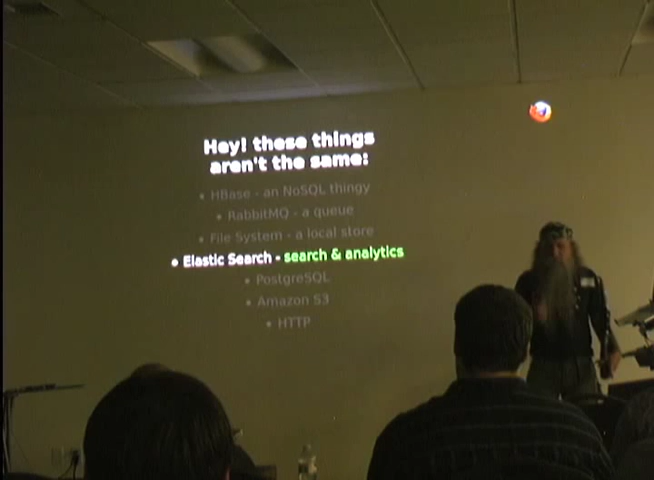 Hey! these things
aren't the same:
• HBase - an NoSQL thingy
• RabbitMQ - a queue
• File System - a local store
• Elastic Search - search & analytics
• PostgreSQL
• Amazon S3
• HTTP